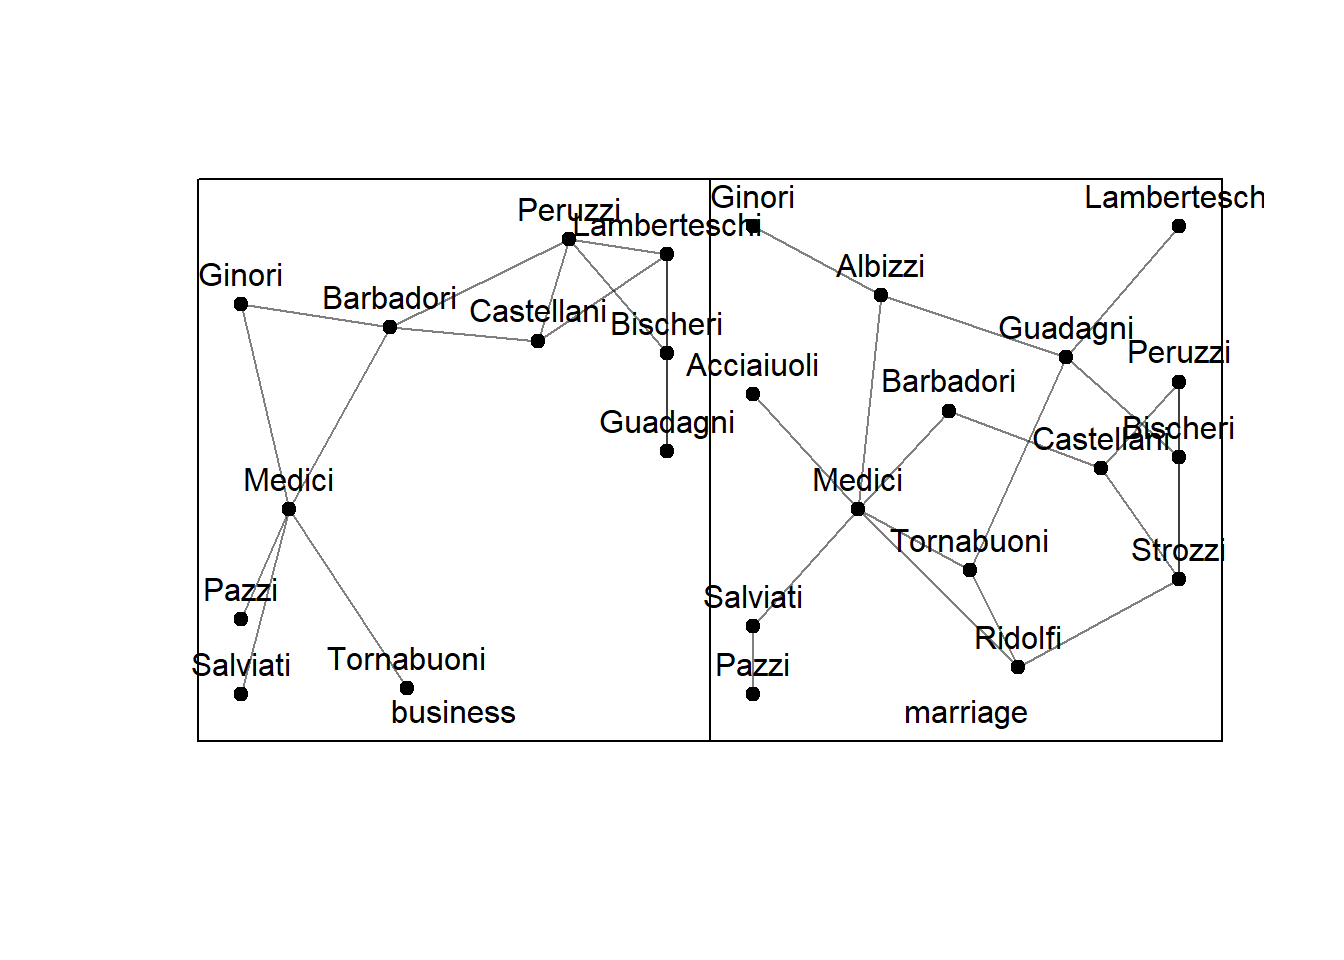 Peruzzi
Lamberteschi
Ginori
Barbadori
Castellani
Bischeri
Guadagni
Medici
Pazzi
Salviati
Tornabuoni
business
Ginori
Lambertesch
Albizzi
Guadagni
Peruzzi
Acciaiuoli
Barbadori
Bischeri
Castellani
Medici
Tornabuoni
Strozzi
Salviati
Ridolfi
Pazzi
marriage